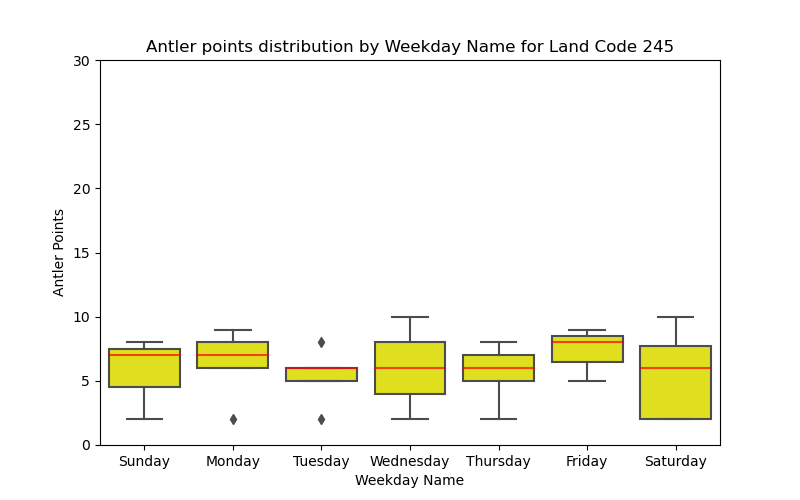 Antler points distribution by Weekday Name for Land Code 245
30
25
20
15
10
5
0
Antler Points
Sunday Monday Tuesday Wednesday Thursday Friday Saturday
Weekday Name